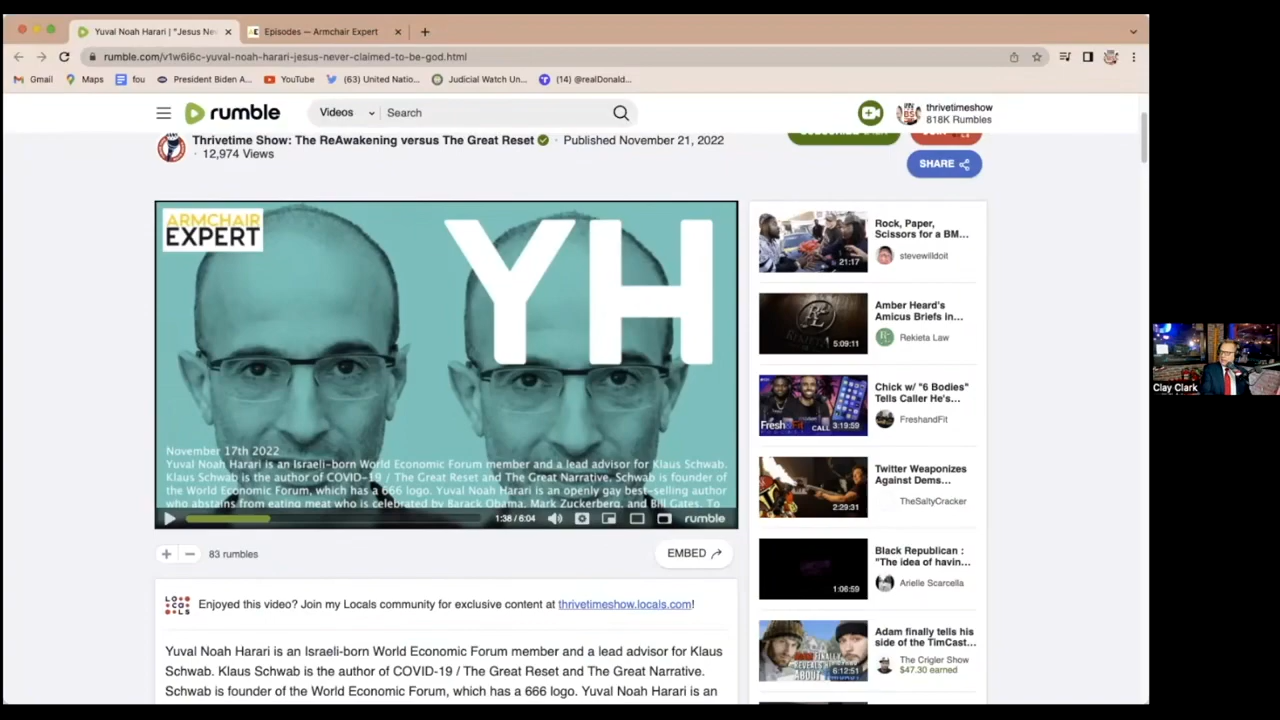 Yuval Noah Harari | "Jesus Nev
Episodes — Armchair Expert
rumble.com/v1w6i6c-yuval-noah-harari-jesus-never-claimed-to-be-god.html
Gmail
Maps
fou
President Biden A...
YouTube
(63) United Natio...
Judicial Watch Un...
(14) @realDonald...
rumble
Videos
Search
thrivetimeshow
818K Rumbles
Thrivetime Show: The ReAwakening versus The Great Reset · Published November 21, 2022
· 12,974 Views
SHARE
ARMCHAIR
EXPERT
YH
November 17th 2022
Yuval Noah Harari is an Israeli-born World Economic Forum member and a lead advisor for Klaus Schwab.
Klaus Schwab is the author of COVID-19 / The Great Reset and The Great Narrative. Schwab is founder of
the World Economic Forum, which has a 666 logo. Yuval Noah Harari is an openly gay best-selling author
who abstains from eating meat who is celebrated by Barack Obama, Mark Zuckerberg, and Bill Gates. To
1:38 / 6:04
rumble
83 rumbles
EMBED
LO
CA
LS
Enjoyed this video? Join my Locals community for exclusive content at thrivetimeshow.locals.com!
Yuval Noah Harari is an Israeli-born World Economic Forum member and a lead advisor for Klaus
Schwab. Klaus Schwab is the author of COVID-19 / The Great Reset and The Great Narrative.
Schwab is founder of the World Economic Forum, which has a 666 logo. Yuval Noah Harari is an
Rock, Paper,
Scissors for a BM...
stevewilldoit
21:17
Amber Heard's
Amicus Briefs in...
Rekieta Law
5:09:11
Chick w/ "6 Bodies"
Tells Caller He's...
FreshandFit
Fresh Fit
CALL
3:19:59
Twitter Weaponizes
Against Dems...
TheSaltyCracker
2:29:31
Black Republican :
"The idea of havin...
Arielle Scarcella
1:06:59
Adam finally tells his
side of the TimCast...
The Crigler Show
$47.30 earned
6:12:51
Clay Clark